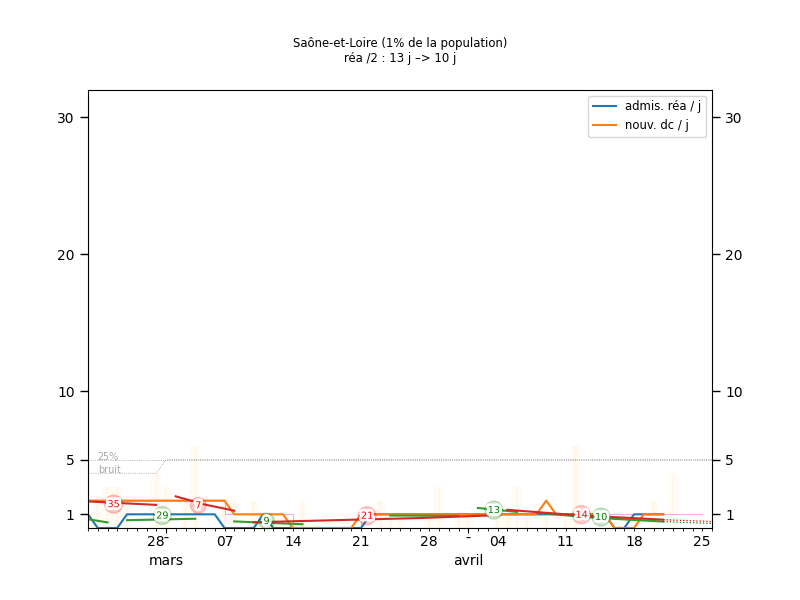 Saône-et-Loire (1% de la population)
réa /2 : 13 j –> 10 j
admis. réa / j
nouv. dc / j
30
30
20
20
10
10
25%
bruit
5
5
35
29
7
9
21
13
14
10
1
1
28 07 14 21 28 04 11 18 25
mars avril